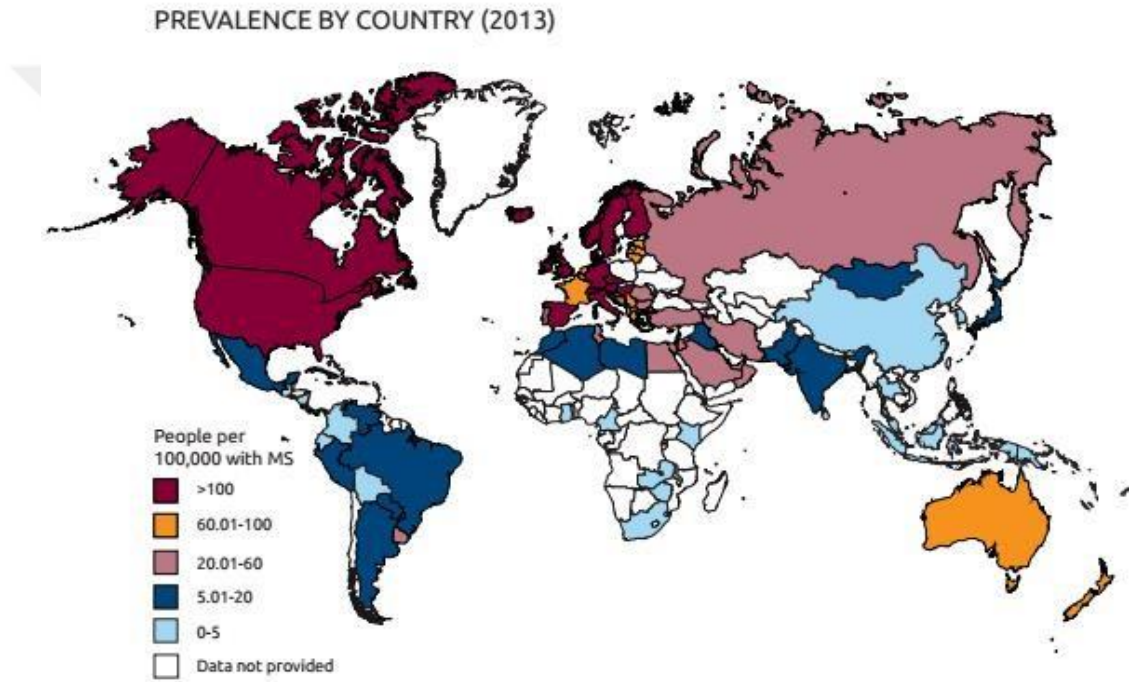 PREVALENCE BY COUNTRY (2013)
People per
100,000 with MS
>100
60.01-100
20.01-60
5.01-20
0-5
Data not provided